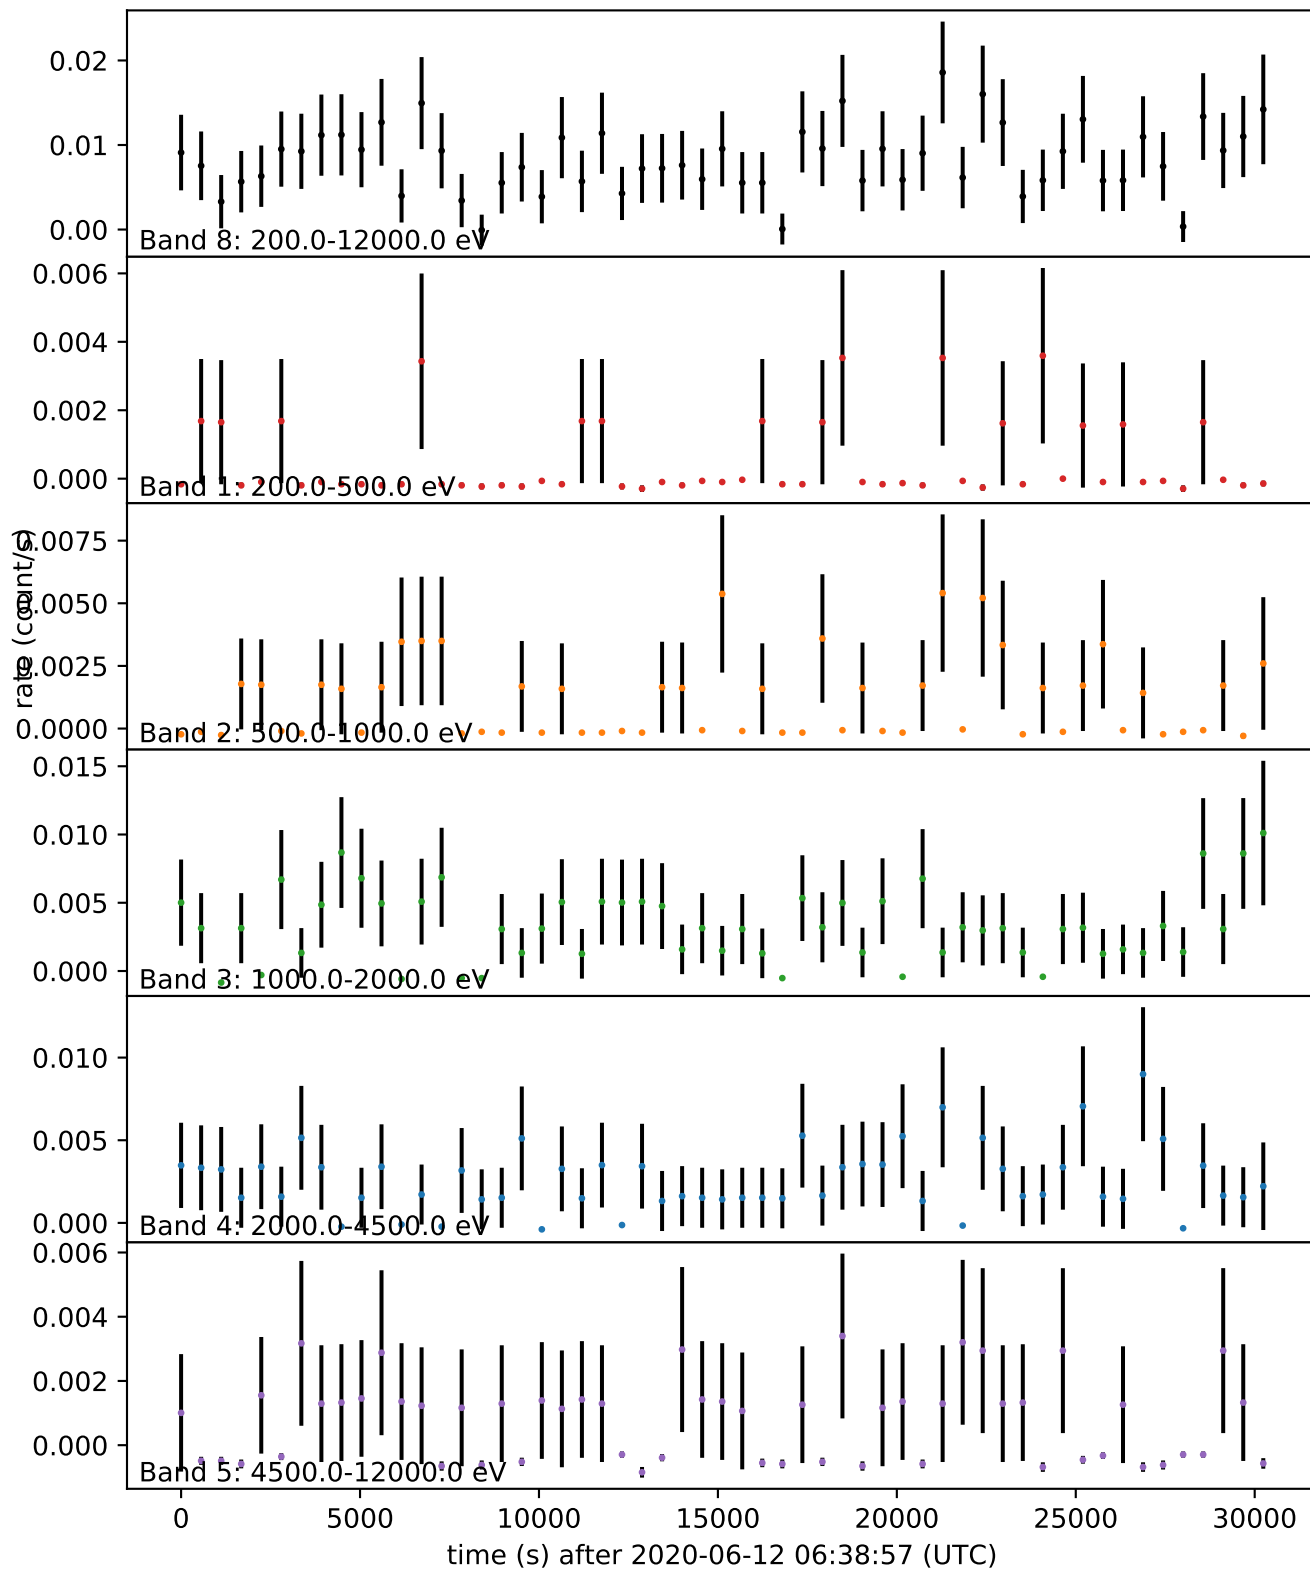 0.02
0.01
0.00
Band 8: 200.0-12000.0 eV
0.006
0.004
0.002
0.000
Band 1: 200.0-500.0 eV
rate (count/s)
0.0075
0.0050
0.0025
0.0000
Band 2: 500.0-1000.0 eV
0.015
0.010
0.005
0.000
Band 3: 1000.0-2000.0 eV
0.010
0.005
0.000
Band 4: 2000.0-4500.0 eV
0.006
0.004
0.002
0.000
Band 5: 4500.0-12000.0 eV
0 5000 10000 15000 20000 25000 30000
time (s) after 2020-06-12 06:38:57 (UTC)